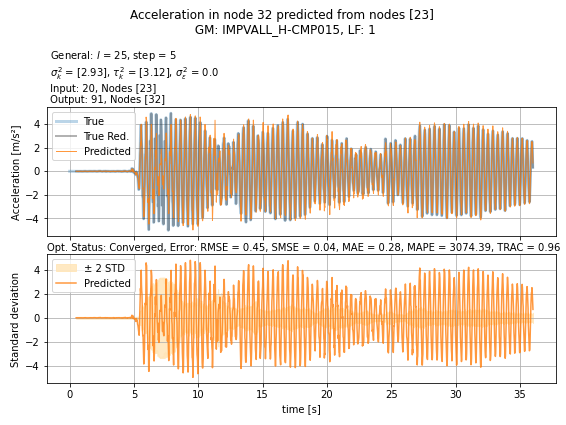 Acceleration in node 32 predicted from nodes [23]
GM: IMPVALL_H-CMP015, LF: 1
General: l = 25, step = 5
σ²ₖ = [2.93], τ²ₖ = [3.12], σ²ε = 0.0
Input: 20, Nodes [23]
Output: 91, Nodes [32]
True
True Red.
Predicted
Acceleration [m/s²]
4
2
0
−2
−4
Opt. Status: Converged, Error: RMSE = 0.45, SMSE = 0.04, MAE = 0.28, MAPE = 3074.39, TRAC = 0.96
± 2 STD
Predicted
Standard deviation
4
2
0
−2
−4
0 5 10 15 20 25 30 35
time [s]